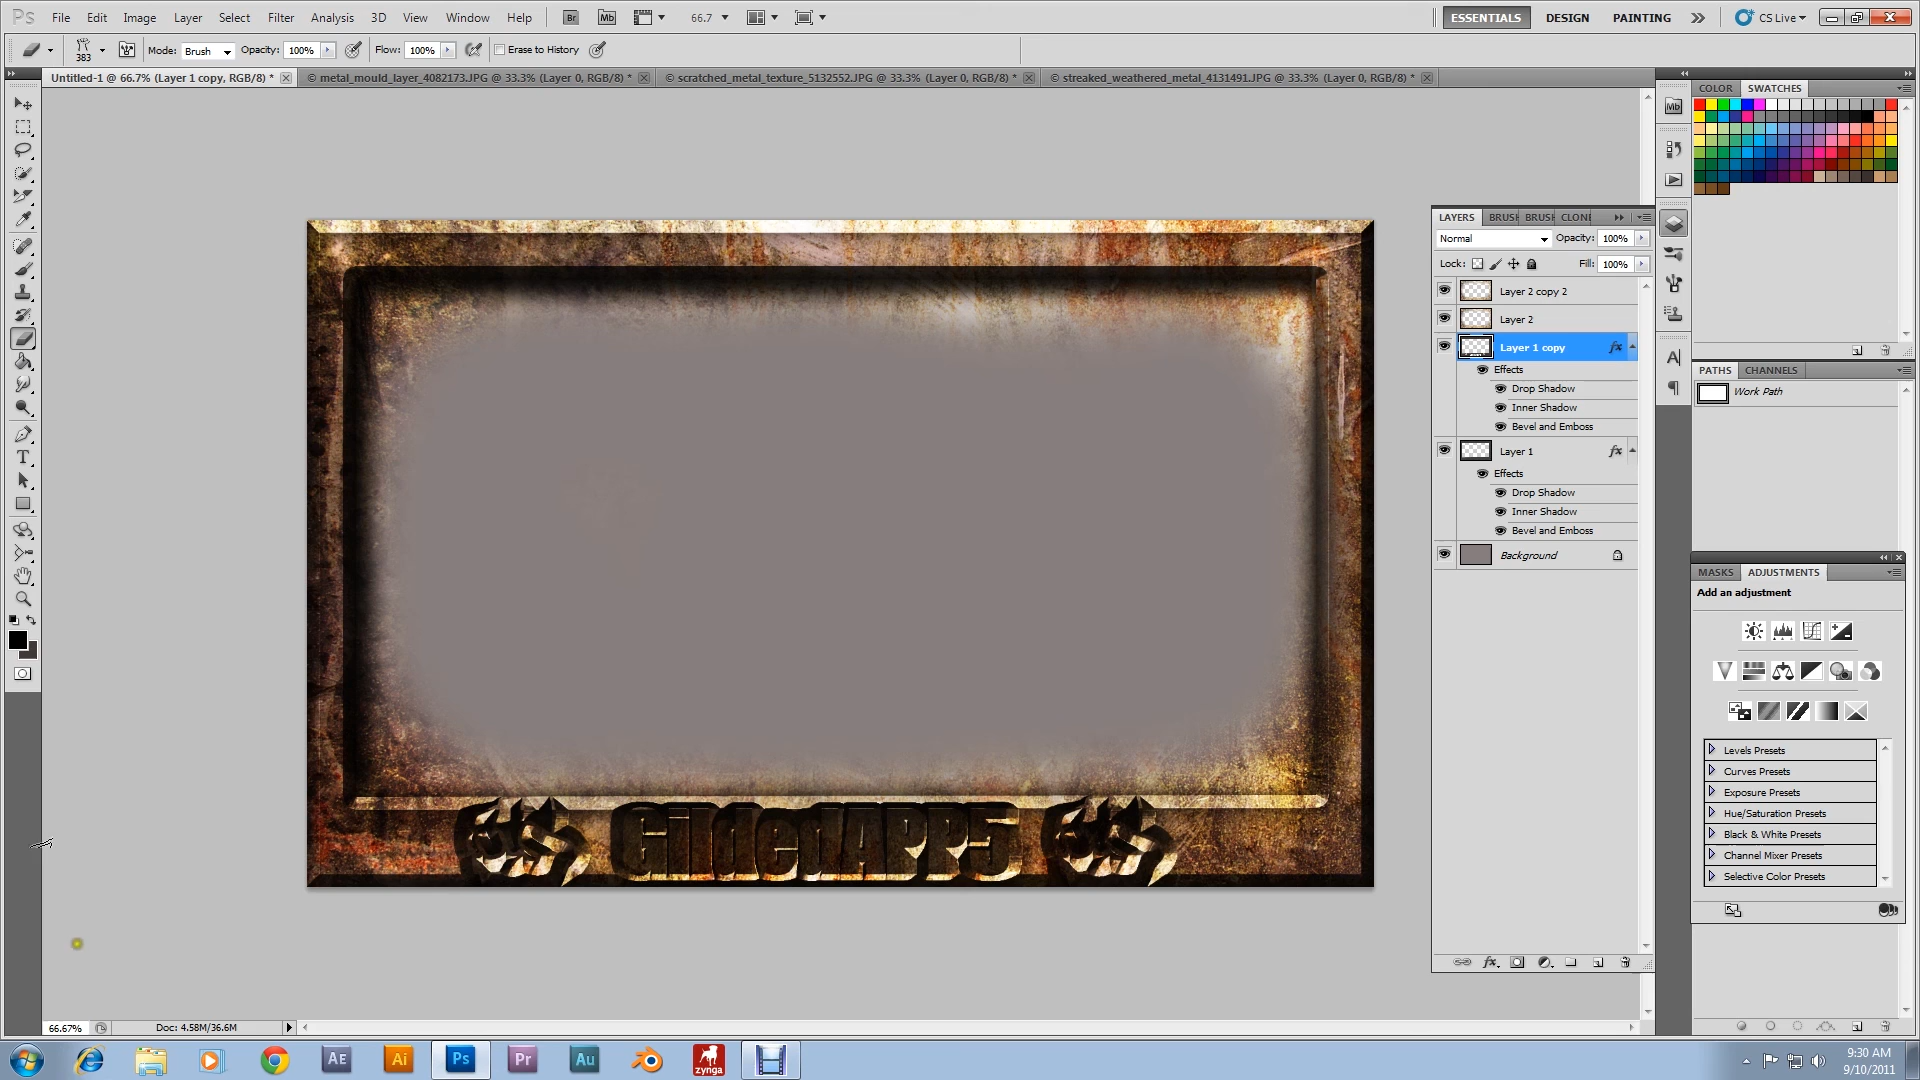 Ps File Edit Image Layer Select Filter Analysis 3D View Window Help Br Mb 66.7 ESSENTIALS DESIGN PAINTING CS Live
383 Mode: Brush Opacity: 100% Flow: 100% Erase to History
Untitled-1 @ 66.7% (Layer 1 copy, RGB/8) * © metal_mould_layer_4082173.JPG @ 33.3% (Layer 0, RGB/8) * © scratched_metal_texture_5132552.JPG @ 33.3% (Layer 0, RGB/8) * © streaked_weathered_metal_4131491.JPG @ 33.3% (Layer 0, RGB/8) *
COLOR SWATCHES
Mb
LAYERS BRUSH BRUSH CLONE
Normal Opacity: 100%
Lock: Fill: 100%
Layer 2 copy 2
Layer 2
Layer 1 copy fx
Effects
Drop Shadow
Inner Shadow
Bevel and Emboss
Layer 1 fx
Effects
Drop Shadow
Inner Shadow
Bevel and Emboss
Background
PATHS CHANNELS
Work Path
MASKS ADJUSTMENTS
Add an adjustment
Levels Presets
Curves Presets
Exposure Presets
Hue/Saturation Presets
Black & White Presets
Channel Mixer Presets
Selective Color Presets
GildedAPP5
66.67% Doc: 4.58M/36.6M
AE Ai Ps Pr Au zynga
9:30 AM
9/10/2011